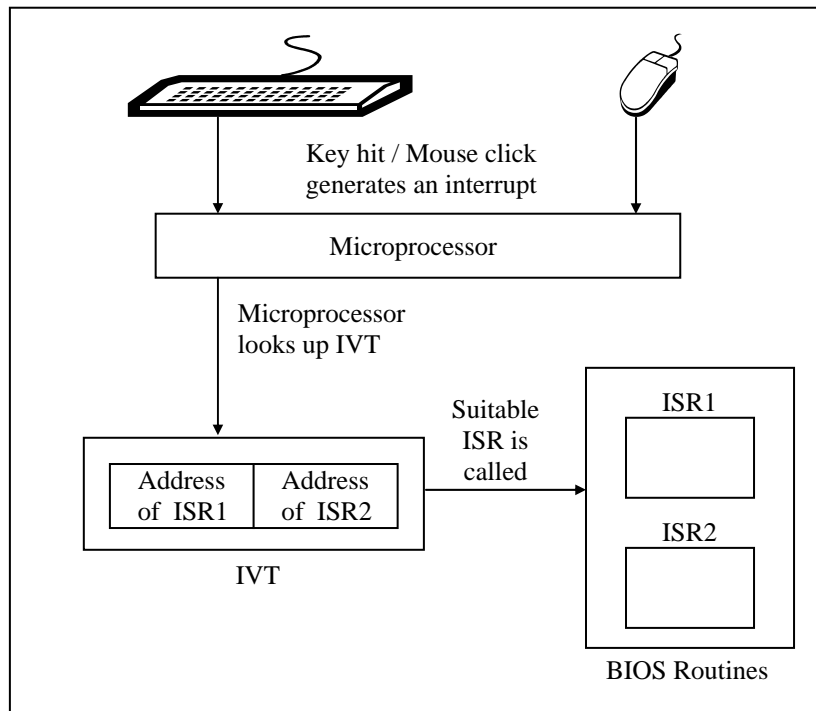 Key hit / Mouse click
generates an interrupt
Microprocessor
Microprocessor
looks up IVT
Suitable
ISR is
called
Address
of ISR1
Address
of ISR2
IVT
ISR1
ISR2
BIOS Routines